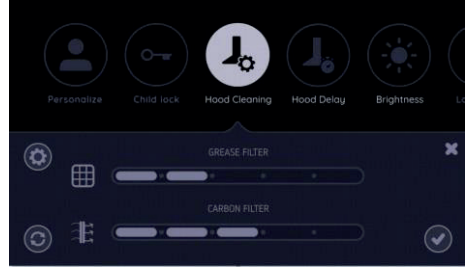 Personalize
Child lock
Hood Cleaning
Hood Delay
Brightness
GREASE FILTER
CARBON FILTER